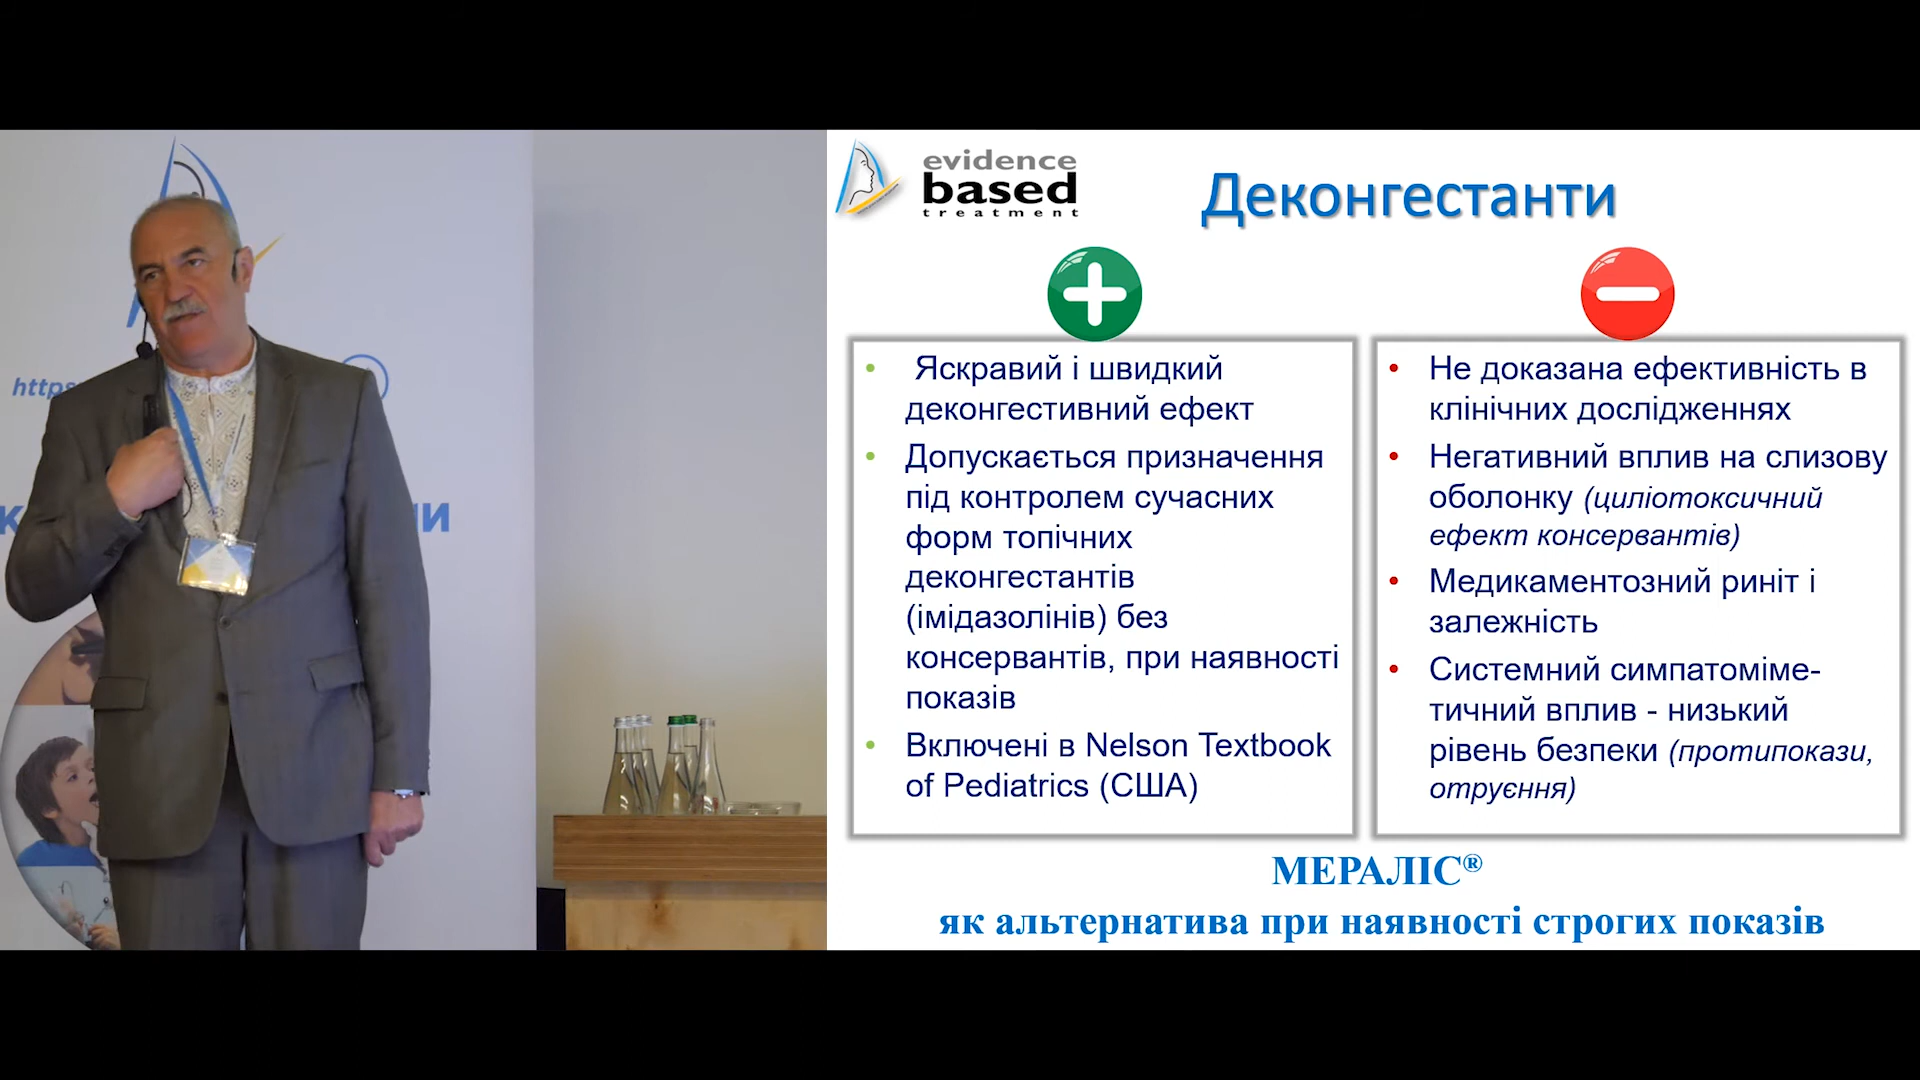 https
ки
evidence
based
treatment
Деконгестанти
Яскравий і швидкий
деконгестивний ефект
Допускається призначення
під контролем сучасних
форм топічних
деконгестантів
(імідазолінів) без
консервантів, при наявності
показів
Включені в Nelson Textbook
of Pediatrics (США)
Не доказана ефективність в
клінічних дослідженнях
Негативний вплив на слизову
оболонку (циліотоксичний
ефект консервантів)
Медикаментозний риніт і
залежність
Системний симпатоміме-
тичний вплив - низький
рівень безпеки (протипокази,
отруєння)
МЕРАЛІС®
як альтернатива при наявності строгих показів